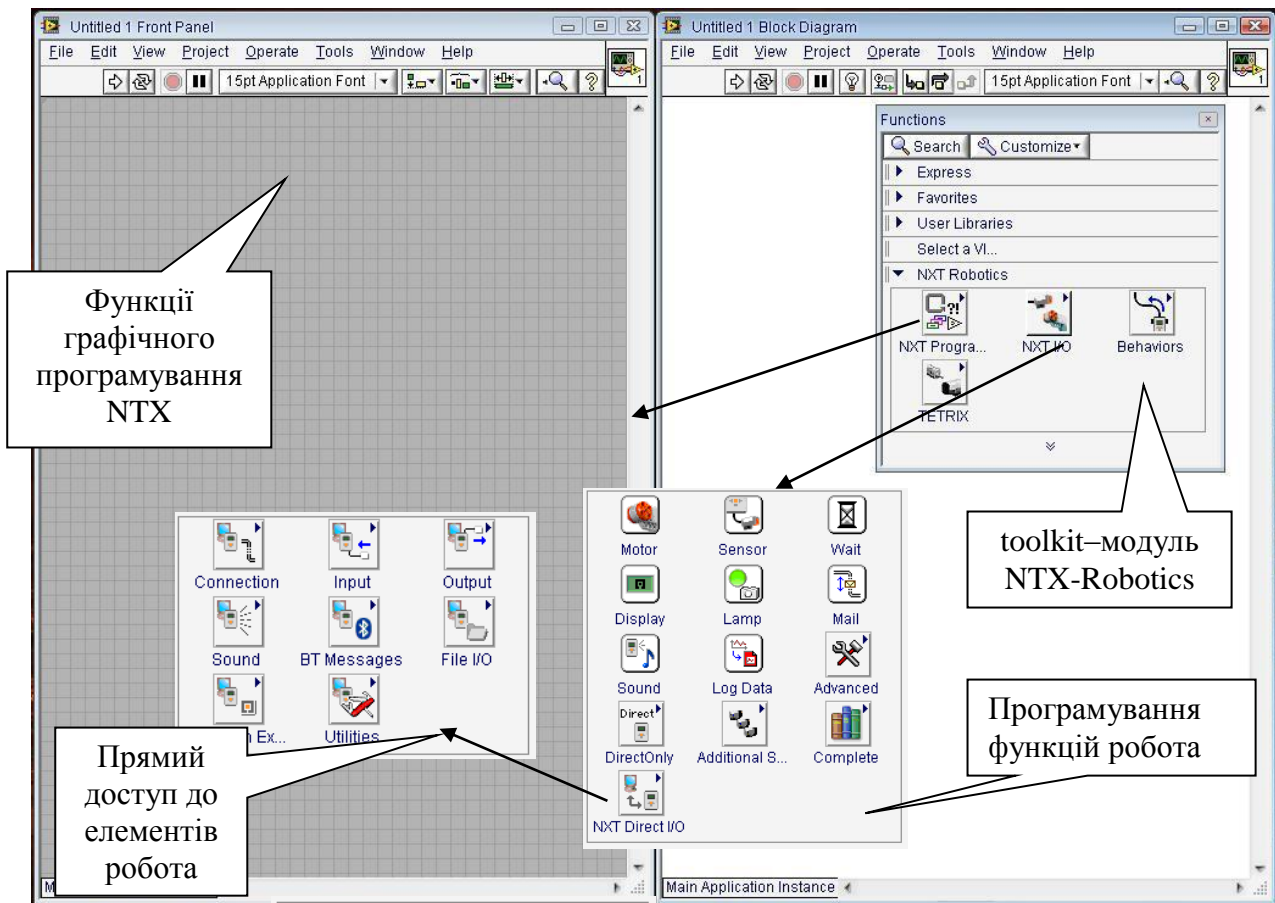 Untitled 1 Front Panel
File Edit View Project Operate Tools Window Help
15pt Application Font
1
Функції
графічного
програмування
NTX
Connection Input Output
Sound BT Messages File I/O
Ex... Utilities
Прямий
доступ до
елементів
робота
Untitled 1 Block Diagram
File Edit View Project Operate Tools Window Help
15pt Application Font
1
Functions
Search Customize
Express
Favorites
User Libraries
Select a VI...
NXT Robotics
NXT Progra... NXT I/O Behaviors
TETRIX
toolkit–модуль
NTX-Robotics
Motor Sensor Wait
Display Lamp Mail
Sound Log Data Advanced
Direct
DirectOnly Additional S... Complete
NXT Direct I/O
Програмування
функцій робота
Main Application Instance